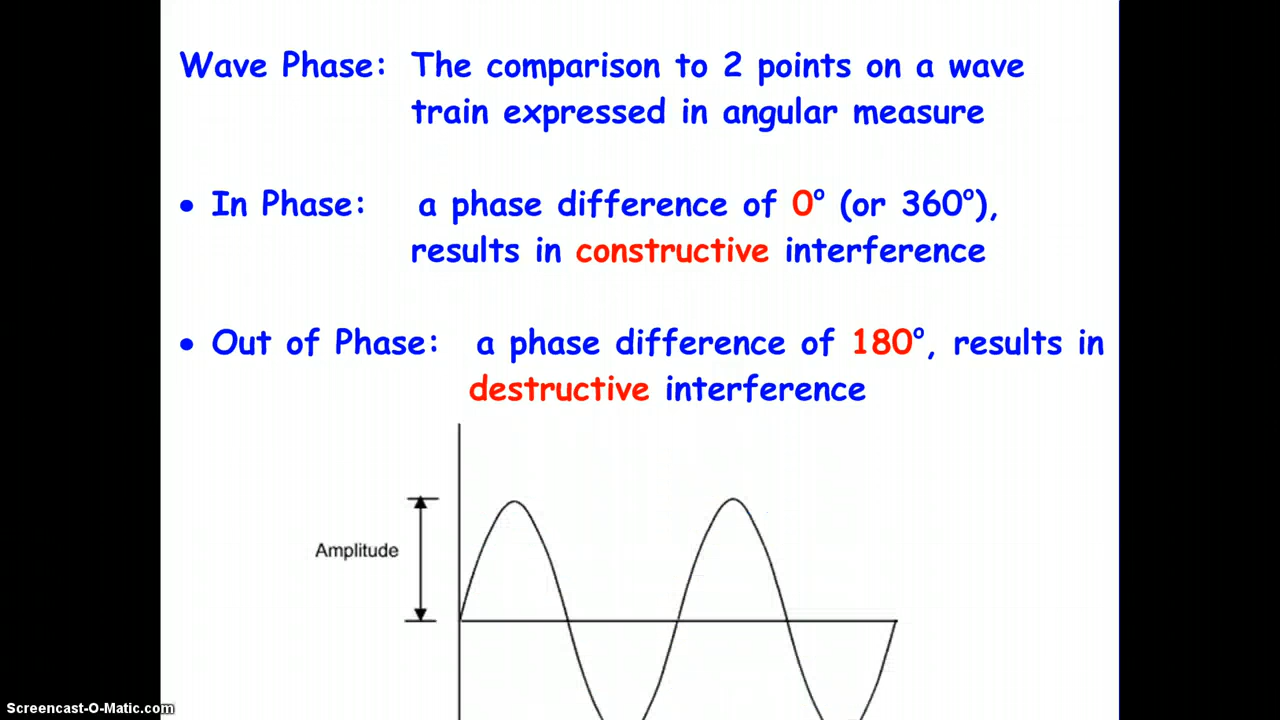 Wave Phase: The comparison to 2 points on a wave
train expressed in angular measure
• In Phase: a phase difference of 0° (or 360°),
results in constructive interference
• Out of Phase: a phase difference of 180°, results in
destructive interference
Amplitude
Screencast-O-Matic.com